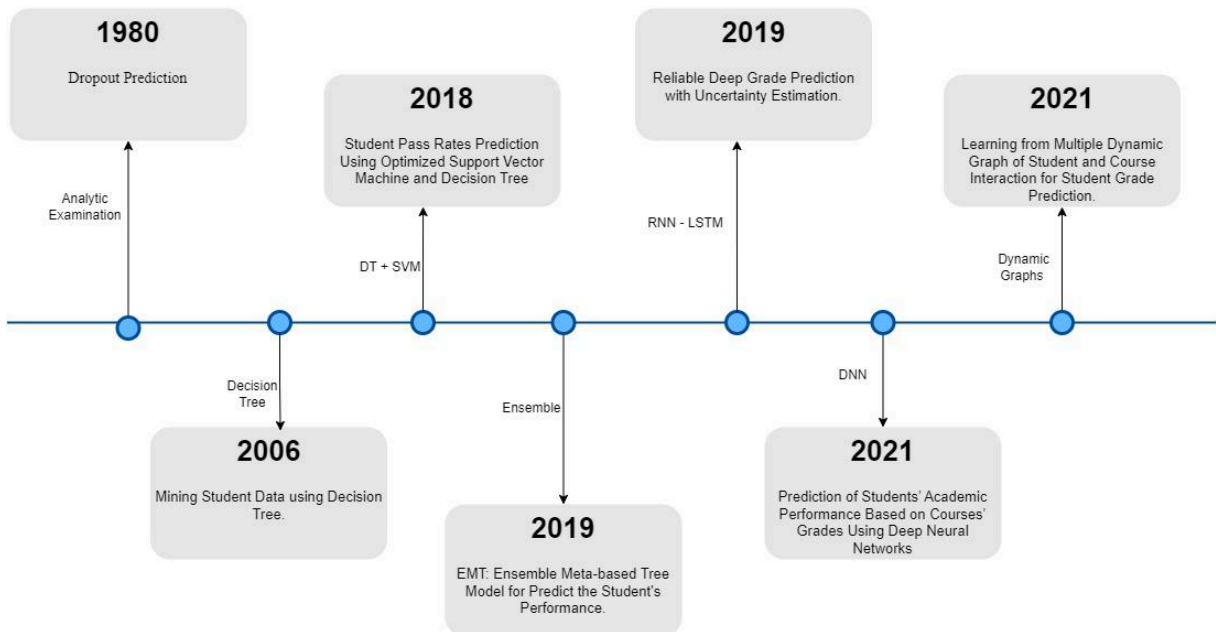 1980
Dropout Prediction
Analytic
Examination
Decision
Tree
2006
Mining Student Data using Decision
Tree.
2018
Student Pass Rates Prediction
Using Optimized Support Vector
Machine and Decision Tree
DT + SVM
Ensemble
2019
EMT: Ensemble Meta-based Tree
Model for Predict the Student's
Performance.
2019
Reliable Deep Grade Prediction
with Uncertainty Estimation.
RNN - LSTM
DNN
2021
Prediction of Students’ Academic
Performance Based on Courses’
Grades Using Deep Neural
Networks
2021
Learning from Multiple Dynamic
Graph of Student and Course
Interaction for Student Grade
Prediction.
Dynamic
Graphs